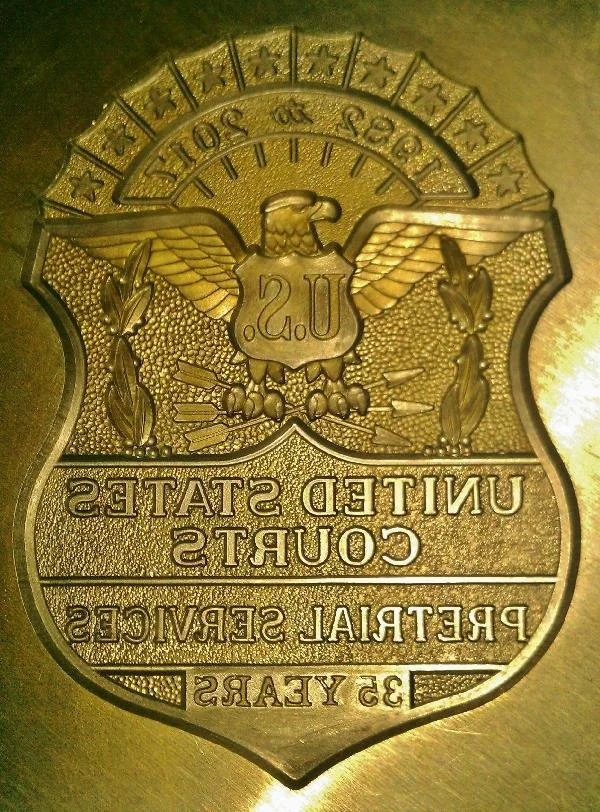 1982 to 2017
U.S.
UNITED STATES
COURTS
PRETRIAL SERVICES
35 YEARS